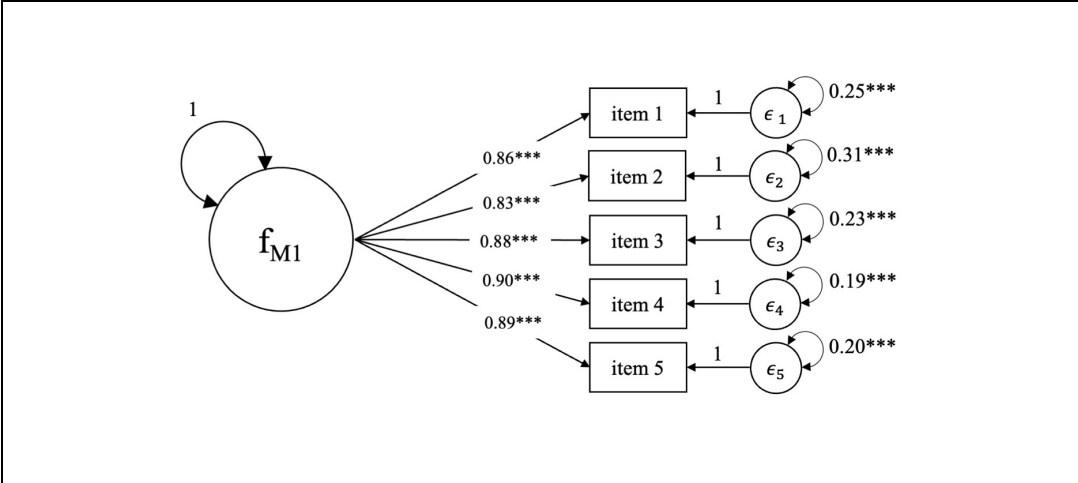 1
f_M1
0.86***
0.83***
0.88***
0.90***
0.89***
item 1
1
ϵ 1
0.25***
item 2
1
ϵ2
0.31***
item 3
1
ϵ3
0.23***
item 4
1
ϵ4
0.19***
item 5
1
ϵ5
0.20***